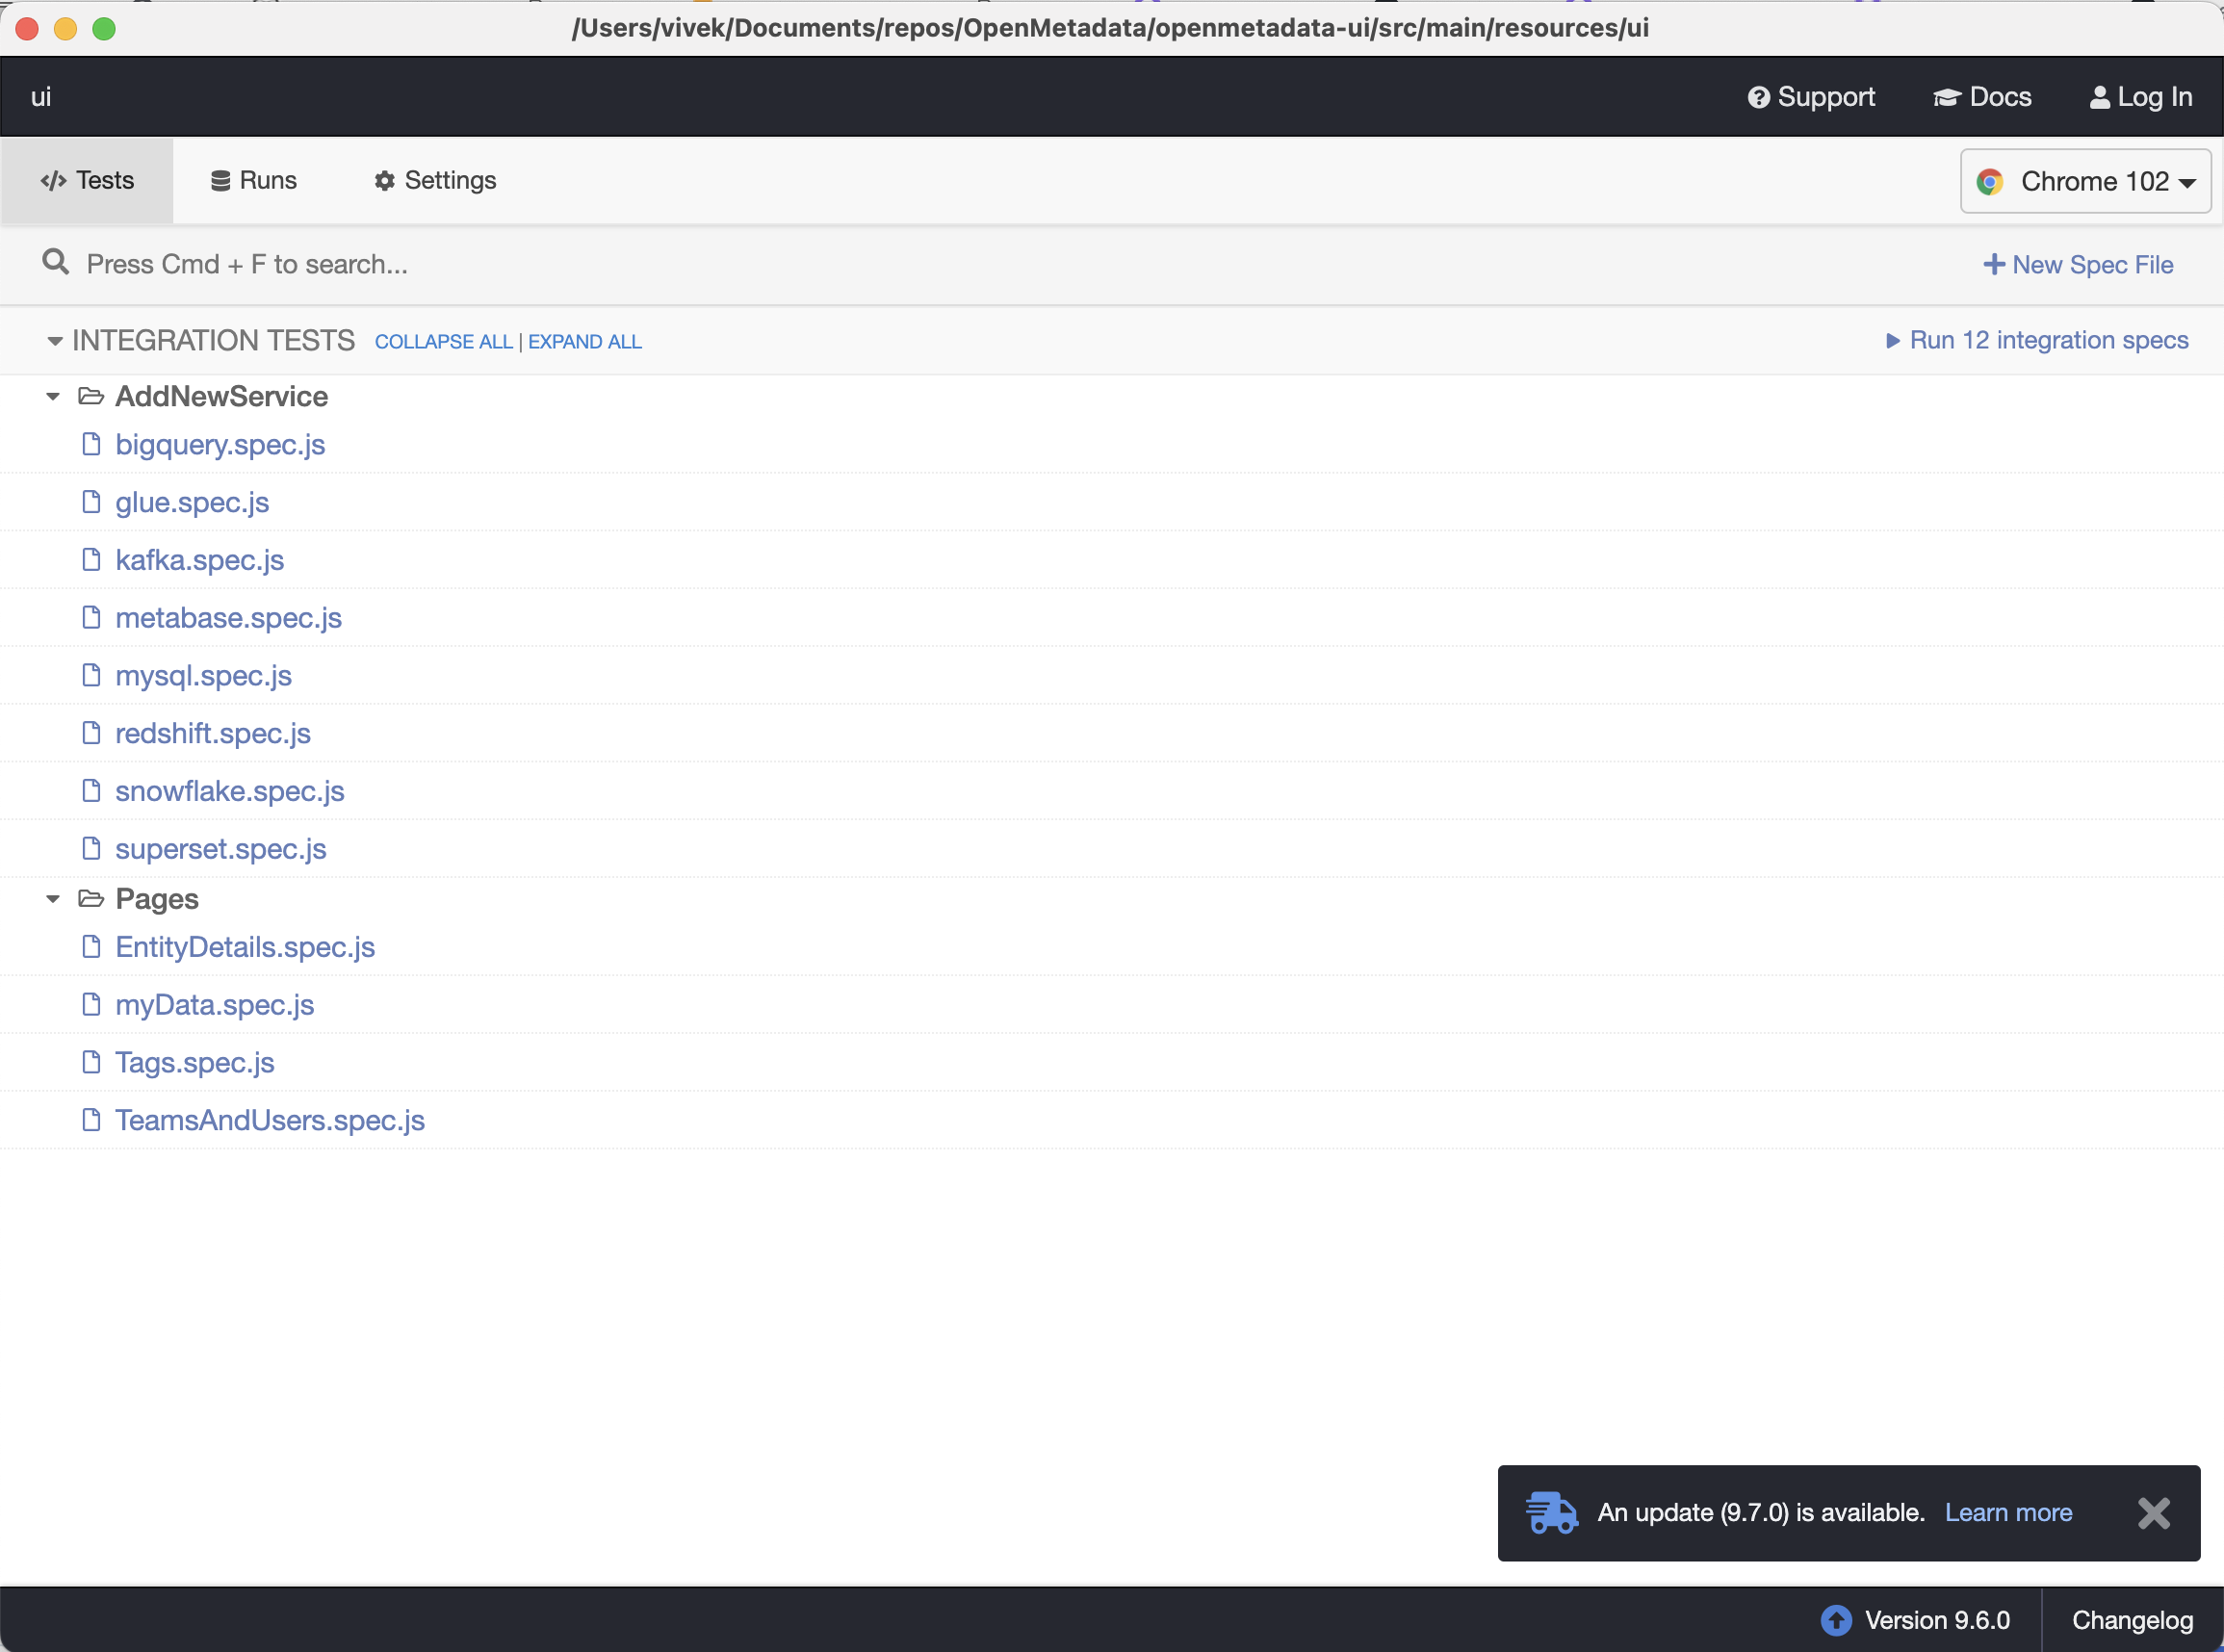 /Users/vivek/Documents/repos/OpenMetadata/openmetadata-ui/src/main/resources/ui
ui Support Docs Log In
</> Tests Runs Settings Chrome 102
Press Cmd + F to search... + New Spec File
INTEGRATION TESTS COLLAPSE ALL | EXPAND ALL Run 12 integration specs
AddNewService
bigquery.spec.js
glue.spec.js
kafka.spec.js
metabase.spec.js
mysql.spec.js
redshift.spec.js
snowflake.spec.js
superset.spec.js
Pages
EntityDetails.spec.js
myData.spec.js
Tags.spec.js
TeamsAndUsers.spec.js
An update (9.7.0) is available. Learn more
Version 9.6.0 Changelog